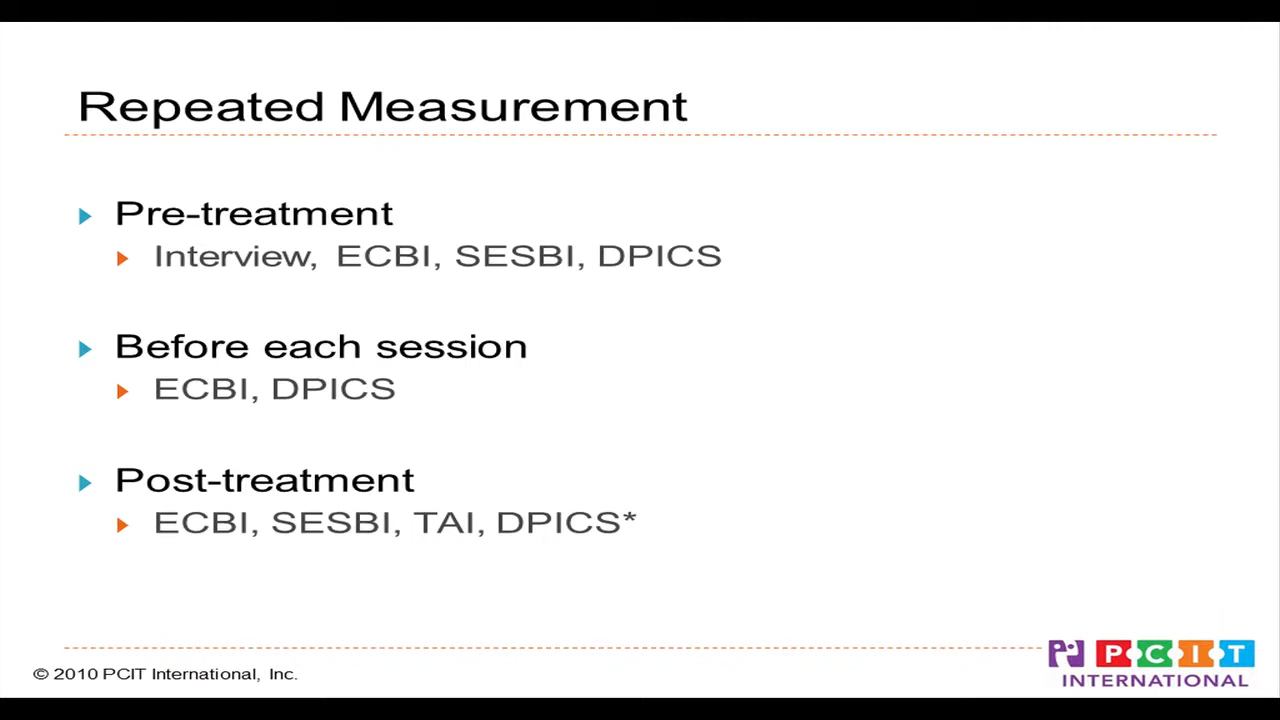 Repeated Measurement
Pre-treatment
Interview, ECBI, SESBI, DPICS
Before each session
ECBI, DPICS
Post-treatment
ECBI, SESBI, TAI, DPICS*
© 2010 PCIT International, Inc.
PCIT
INTERNATIONAL